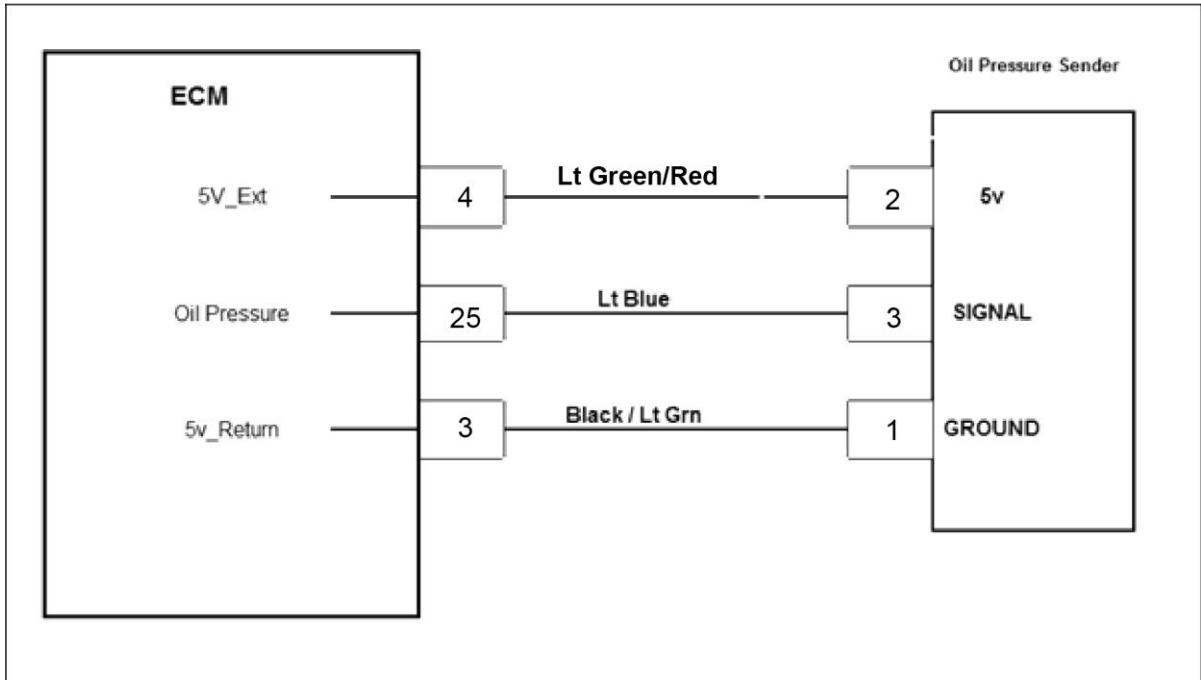 Oil Pressure Sender
ECM
5V_Ext
4
Lt Green/Red
2
5v
Oil Pressure
25
Lt Blue
3
SIGNAL
5v_Return
3
Black / Lt Grn
1
GROUND